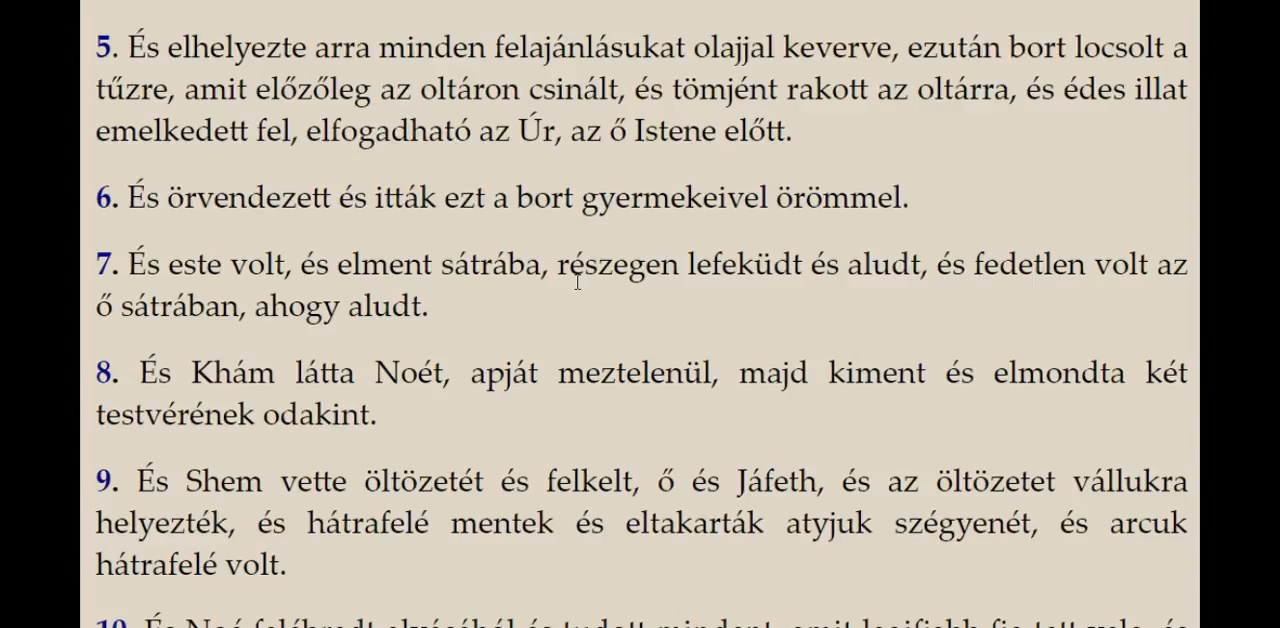 5. És elhelyezte arra minden felajánlásukat olajjal keverve, ezután bort locsolt a
tűzre, amit előzőleg az oltáron csinált, és tömjént rakott az oltárra, és édes illat
emelkedett fel, elfogadható az Úr, az ő Istene előtt.
6. És örvendezett és itták ezt a bort gyermekeivel örömmel.
7. És este volt, és elment sátrába, részegen lefeküdt és aludt, és fedetlen volt az
ő sátrában, ahogy aludt.
8. És Khám látta Noét, apját meztelenül, majd kiment és elmondta két
testvérének odakint.
9. És Shem vette öltözetét és felkelt, ő és Jáfeth, és az öltözetet vállukra
helyezték, és hátrafelé mentek és eltakarták atyjuk szégyenét, és arcuk
hátrafelé volt.
10. És Noé felébredt